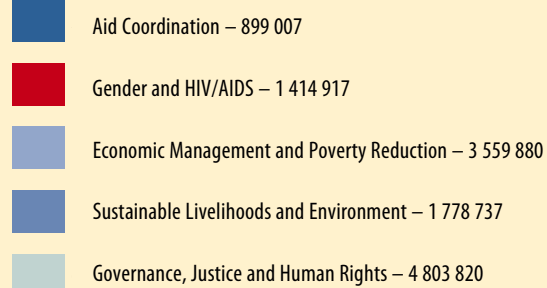 Aid Coordination – 899 007
Gender and HIV/AIDS – 1 414 917
Economic Management and Poverty Reduction – 3 559 880
Sustainable Livelihoods and Environment – 1 778 737
Governance, Justice and Human Rights – 4 803 820